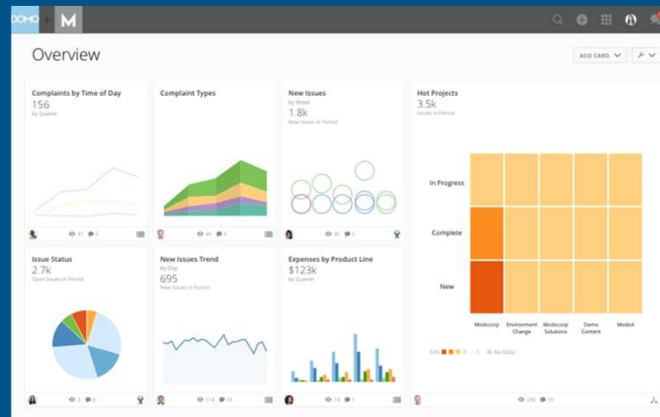 DOMO + M
Overview
ADD CARD
Complaints by Time of Day
156
by Quarter
Complaint Types
New Issues
by Week
1.8k
New Issues in Period
Hot Projects
3.5k
Issues in Period
In Progress
Complete
New
Modocorp
Environment Change
Modocorp Solutions
Demo Content
Issue Status
2.7k
Open Issues in Period
New Issues Trend
by Day
695
New Issues in Period
Expenses by Product Line
$123k
by Quarter
1
No Data